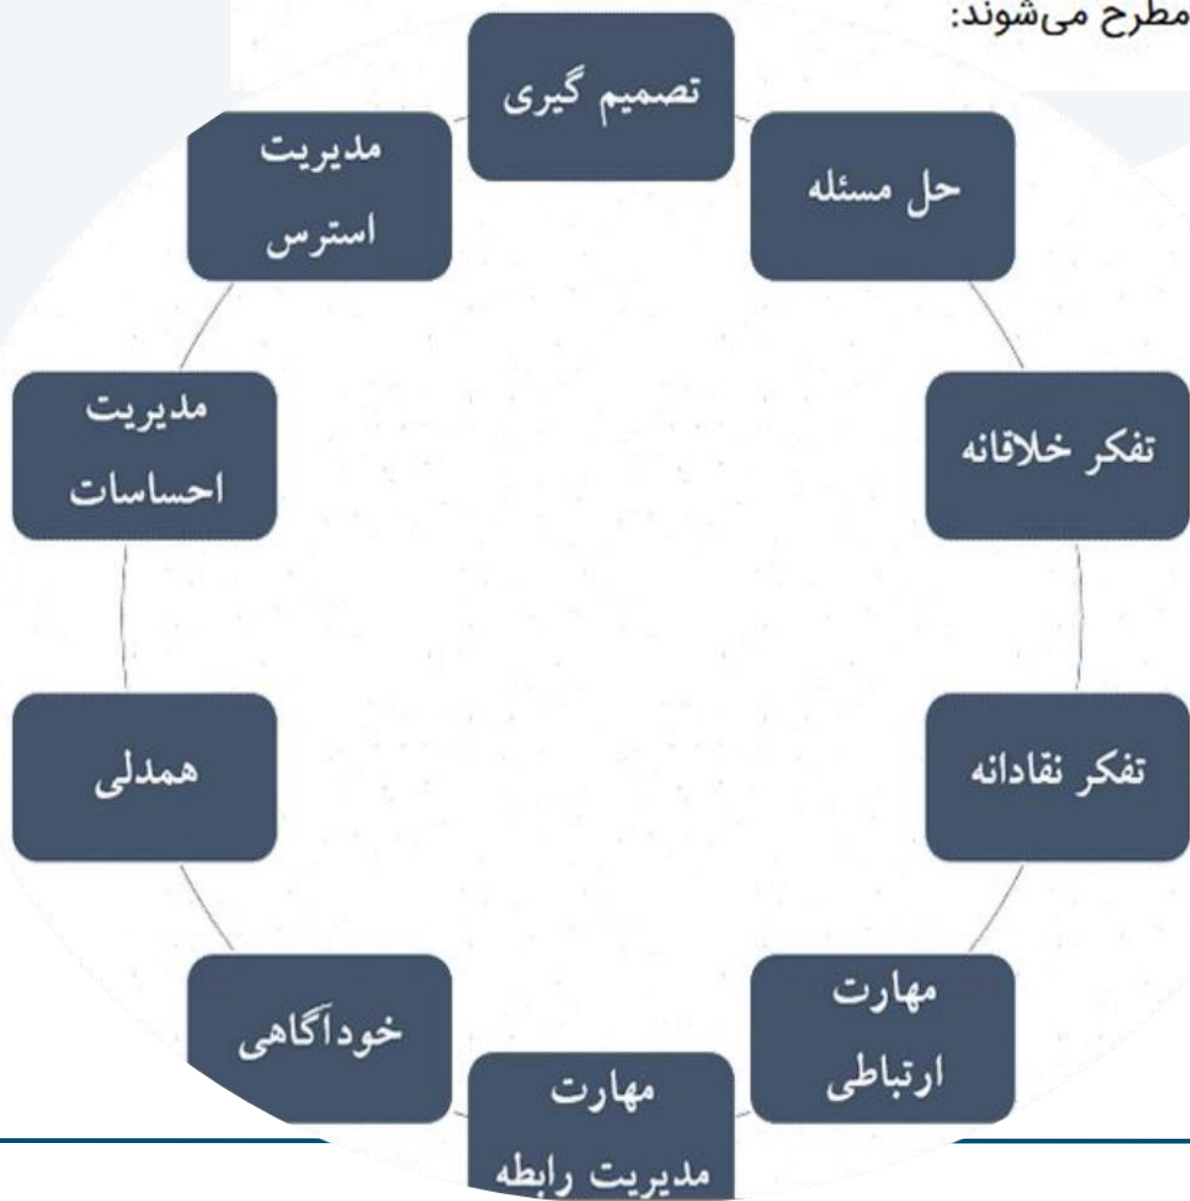 مطرح می‌شوند:
تصمیم گیری
حل مسئله
تفکر خلاقانه
تفکر نقادانه
مهارت
ارتباطی
مهارت
مدیریت رابطه
خودآگاهی
همدلی
مدیریت
احساسات
مدیریت
استرس